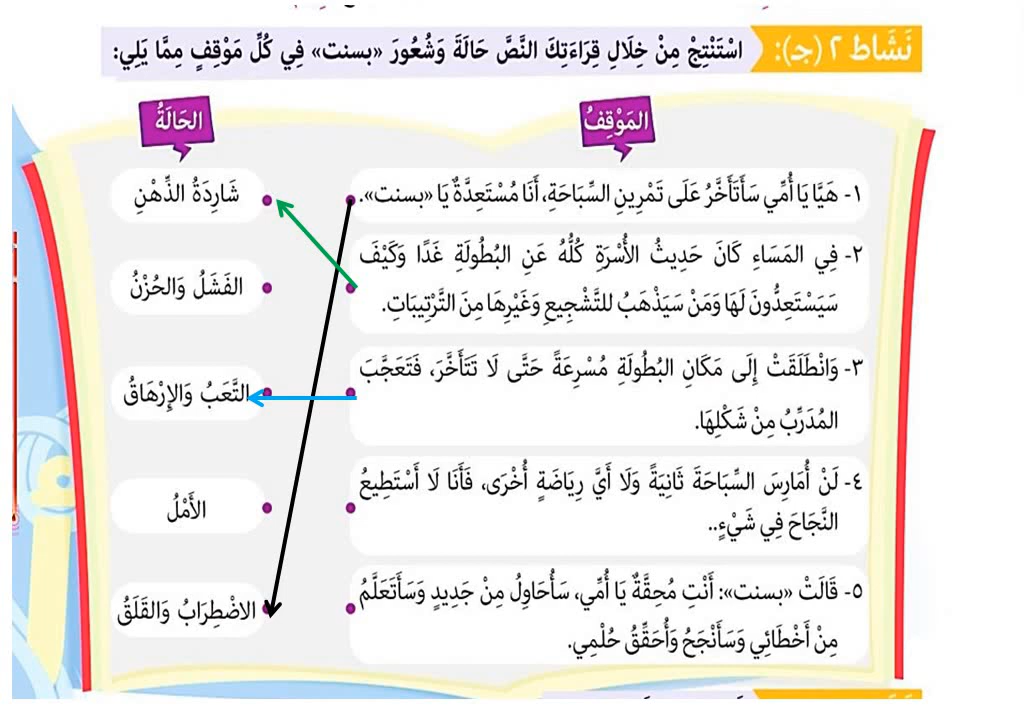 نَشَاط ٢ (جـ): اسْتَنْتِجْ مِنْ خِلَالِ قِرَاءَتِكَ النَّصَّ حَالَةَ وَشُعُورَ «بسنت» فِي كُلِّ مَوْقِفٍ مِمَّا يَلِي:
المَوْقِفُ
الحَالَةُ
١- هَيَّا يَا أُمِّي سَأَتَأَخَّرُ عَلَى تَمْرِينِ السِّبَاحَةِ، أَنَا مُسْتَعِدَّةٌ يَا «بسنت».
شَارِدَةُ الذِّهْنِ
٢- فِي المَسَاءِ كَانَ حَدِيثُ الأُسْرَةِ كُلُّهُ عَنِ البُطُولَةِ غَدًا وَكَيْفَ
سَيَسْتَعِدُّونَ لَهَا وَمَنْ سَيَذْهَبُ للتَّشْجِيعِ وَغَيْرِهَا مِنَ التَّرْتِيبَاتِ.
الفَشَلُ وَالحُزْنُ
٣- وَانْطَلَقَتْ إِلَى مَكَانِ البُطُولَةِ مُسْرِعَةً حَتَّى لَا تَتَأَخَّرَ، فَتَعَجَّبَ
المُدَرِّبُ مِنْ شَكْلِهَا.
التَّعَبُ وَالإِرْهَاقُ
٤- لَنْ أُمَارِسَ السِّبَاحَةَ ثَانِيَةً وَلَا أَيَّ رِيَاضَةٍ أُخْرَى، فَأَنَا لَا أَسْتَطِيعُ
النَّجَاحَ فِي شَيْءٍ..
الأَمْلُ
٥- قَالَتْ «بسنت»: أَنْتِ مُحِقَّةٌ يَا أُمِّي، سَأُحَاوِلُ مِنْ جَدِيدٍ وَسَأَتَعَلَّمُ
مِنْ أَخْطَائِي وَسَأَنْجَحُ وَأُحَقِّقُ حُلْمِي.
الاضْطِرَابُ وَالقَلَقُ